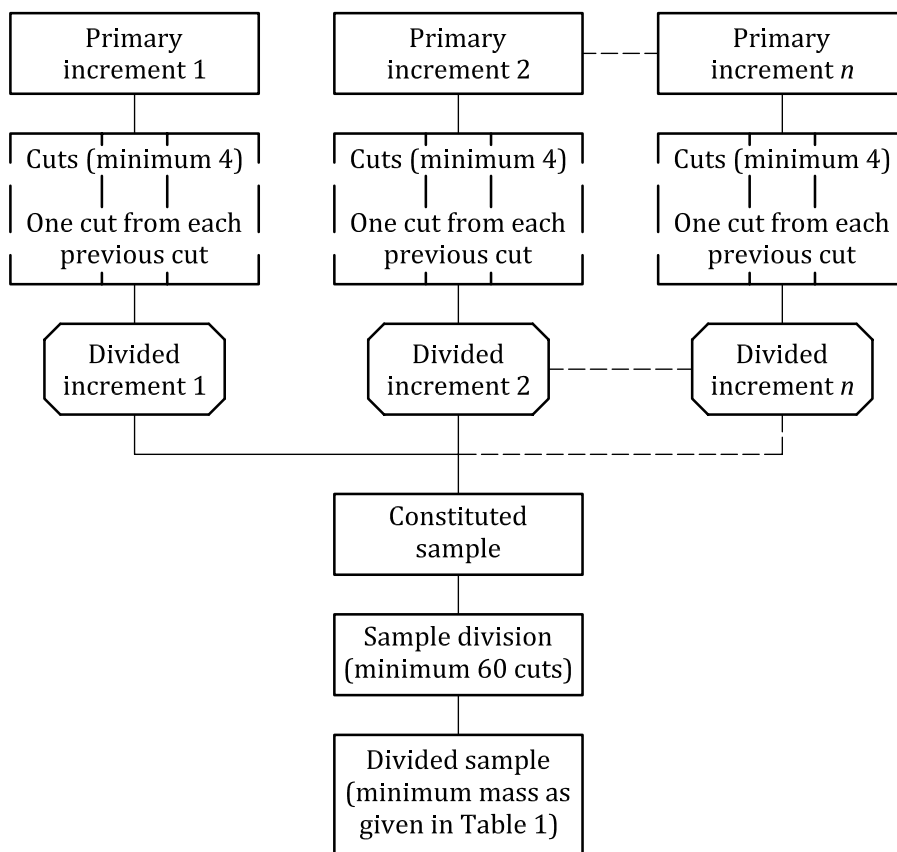 Primary
increment 1
Primary
increment 2
Primary
increment n
Cuts (minimum 4)
One cut from each
previous cut
Cuts (minimum 4)
One cut from each
previous cut
Cuts (minimum 4)
One cut from each
previous cut
Divided
increment 1
Divided
increment 2
Divided
increment n
Constituted
sample
Sample division
(minimum 60 cuts)
Divided sample
(minimum mass as
given in Table 1)